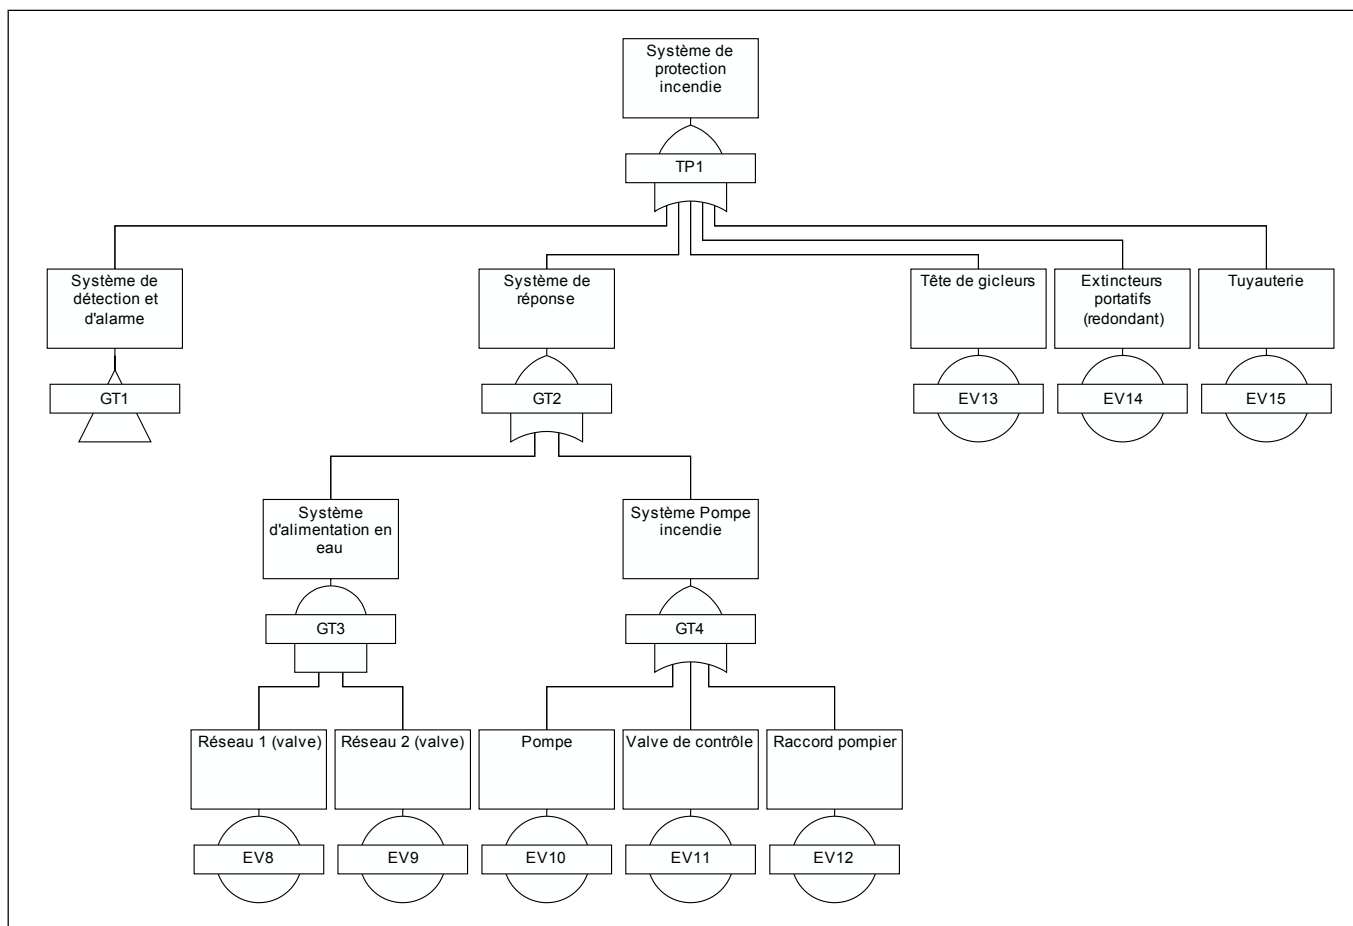 Système de
protection
incendie
TP1
Système de
détection et
d'alarme
GT1
Système de
réponse
GT2
Tête de gicleurs
EV13
Extincteurs
portatifs
(redondant)
EV14
Tuyauterie
EV15
Système
d'alimentation en
eau
GT3
Système Pompe
incendie
GT4
Réseau 1 (valve)
EV8
Réseau 2 (valve)
EV9
Pompe
EV10
Valve de contrôle
EV11
Raccord pompier
EV12